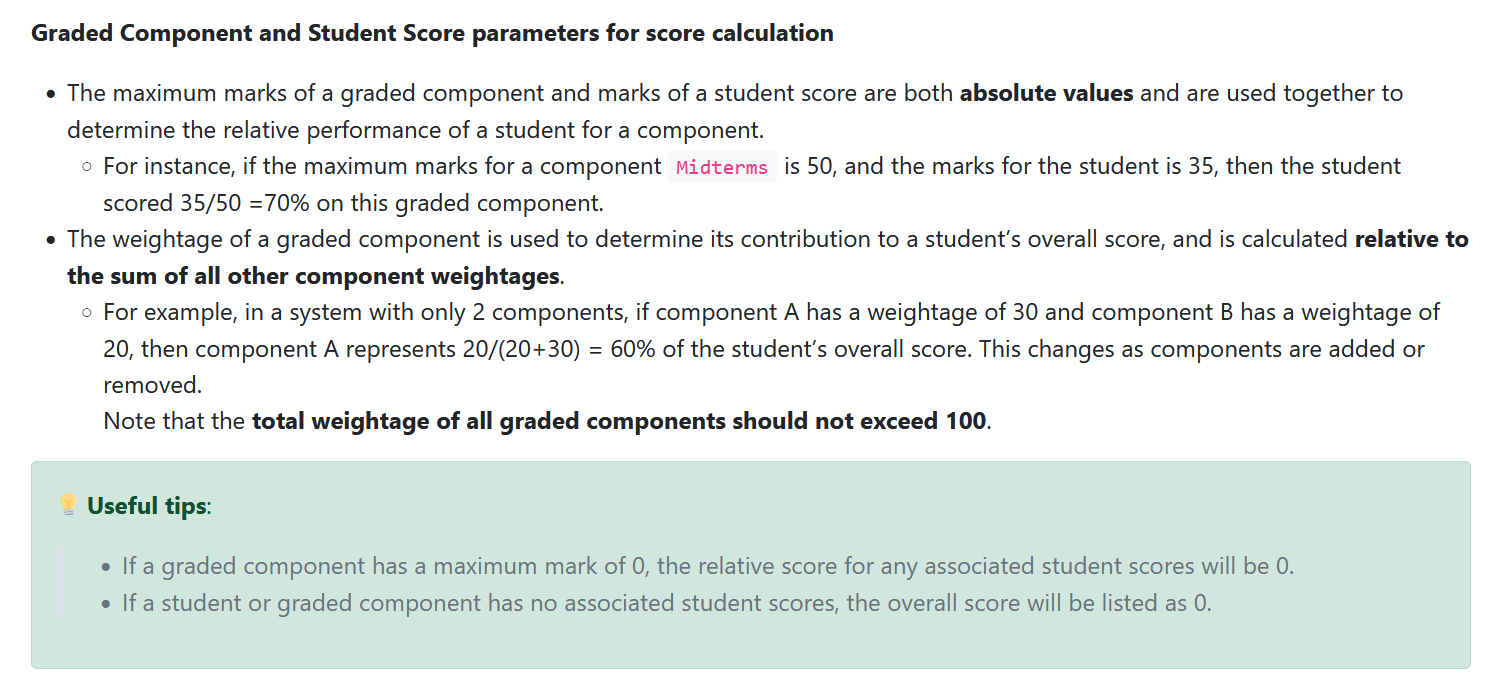 Graded Component and Student Score parameters for score calculation
• The maximum marks of a graded component and marks of a student score are both absolute values and are used together to
determine the relative performance of a student for a component.
○ For instance, if the maximum marks for a component Midterms is 50, and the marks for the student is 35, then the student
scored 35/50 =70% on this graded component.
• The weightage of a graded component is used to determine its contribution to a student’s overall score, and is calculated relative to
the sum of all other component weightages.
○ For example, in a system with only 2 components, if component A has a weightage of 30 and component B has a weightage of
20, then component A represents 20/(20+30) = 60% of the student’s overall score. This changes as components are added or
removed.
Note that the total weightage of all graded components should not exceed 100.
💡 Useful tips:
• If a graded component has a maximum mark of 0, the relative score for any associated student scores will be 0.
• If a student or graded component has no associated student scores, the overall score will be listed as 0.